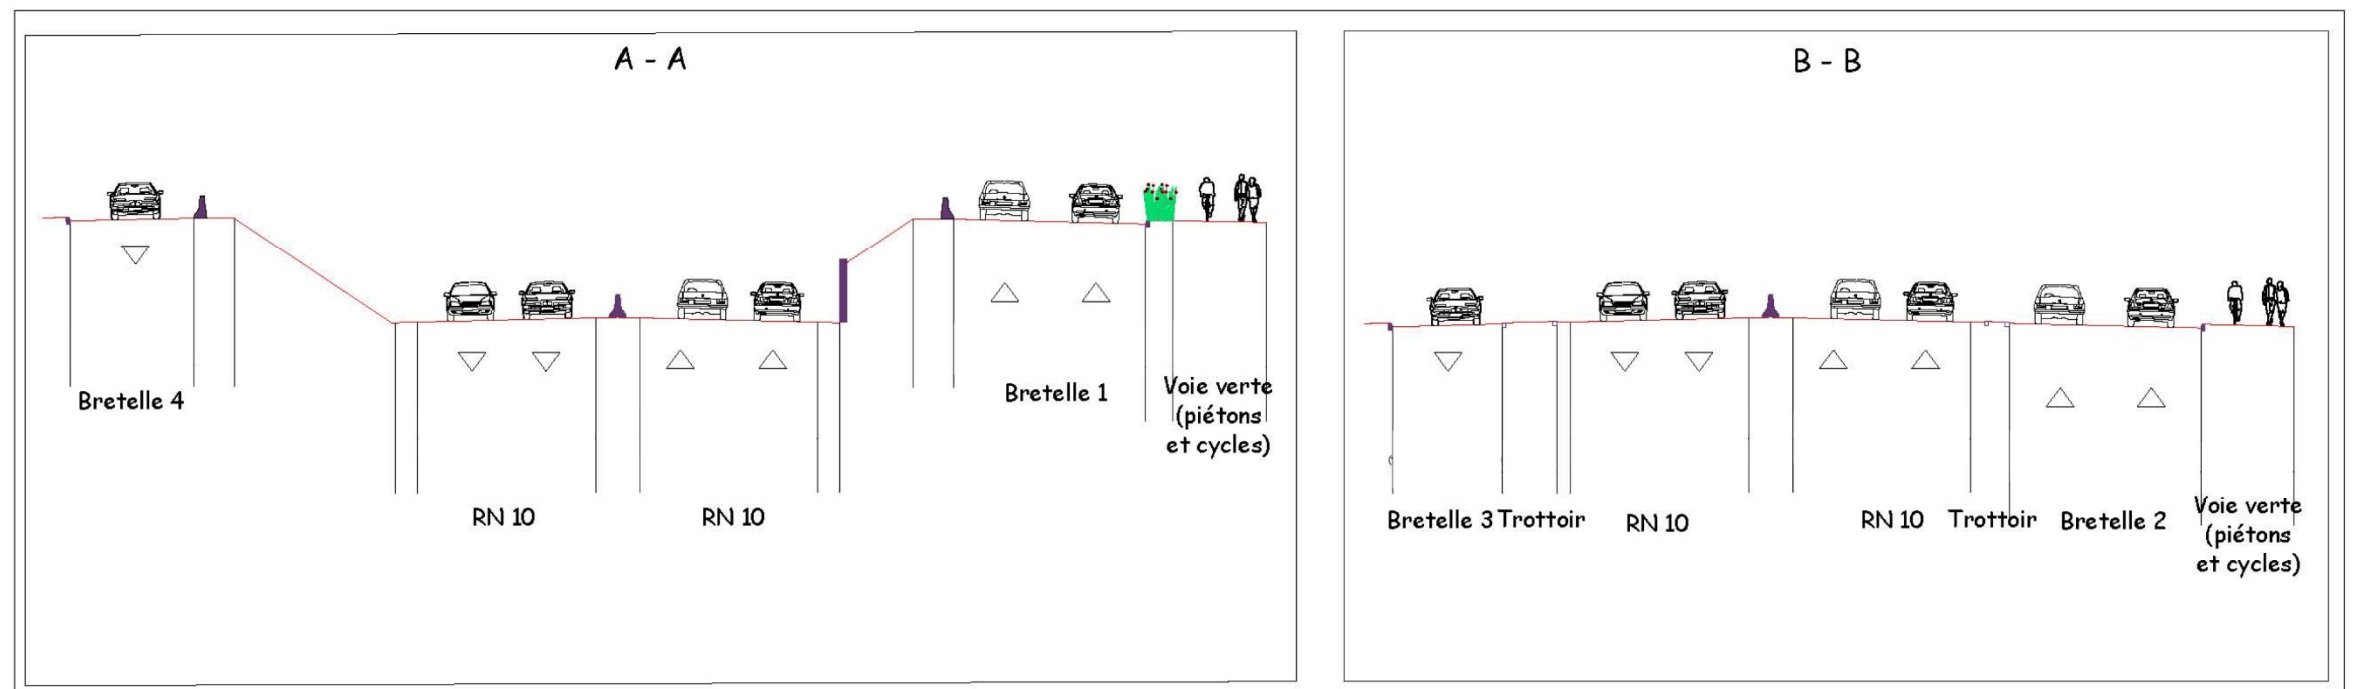 A - A
Bretelle 4
RN 10
RN 10
Bretelle 1
Voie verte
(piétons
et cycles)
B - B
Bretelle 3
Trottoir
RN 10
RN 10
Trottoir
Bretelle 2
Voie verte
(piétons
et cycles)